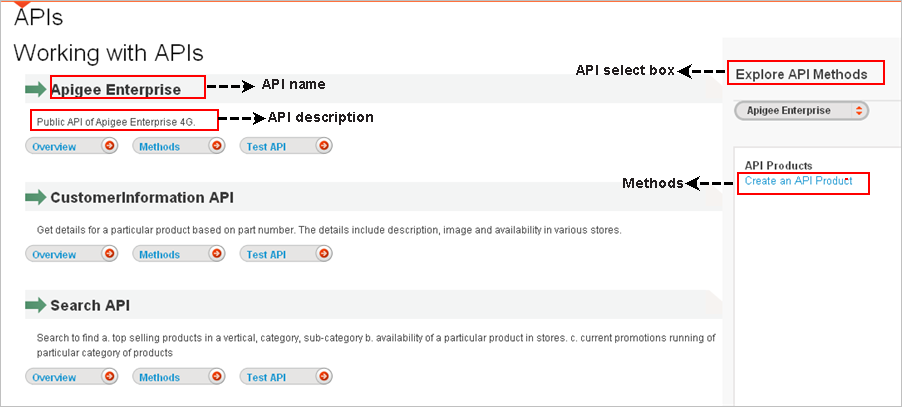 APIs
Working with APIs
Apigee Enterprise
API name
Public API of Apigee Enterprise 4G.
API description
Overview
Methods
Test API
CustomerInformation API
Get details for a particular product based on part number. The details include description, image and availability in various stores.
Overview
Methods
Test API
Search API
Search to find a. top selling products in a vertical, category, sub-category b. availability of a particular product in stores. c. current promotions running of
particular category of products
Overview
Methods
Test API
API select box
Explore API Methods
Apigee Enterprise
API Products
Methods
Create an API Product